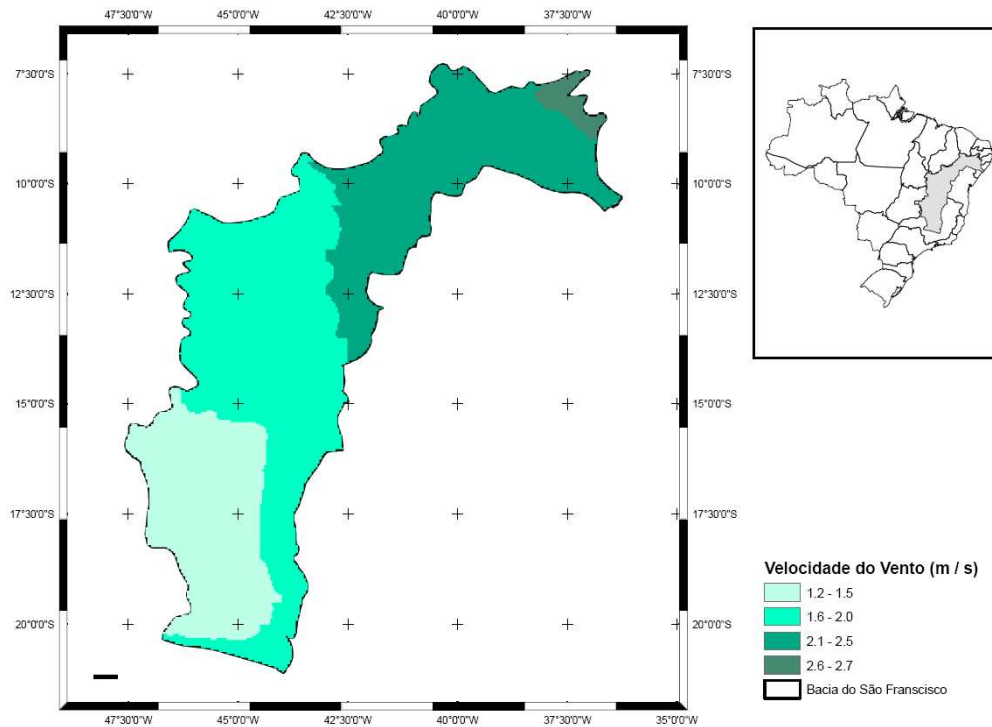 47°30'0"W 45°0'0"W 42°30'0"W 40°0'0"W 37°30'0"W
7°30'0"S 7°30'0"S
10°0'0"S 10°0'0"S
12°30'0"S 12°30'0"S
15°0'0"S 15°0'0"S
17°30'0"S 17°30'0"S
20°0'0"S 20°0'0"S
47°30'0"W 45°0'0"W 42°30'0"W 40°0'0"W 37°30'0"W 35°0'0"W
Velocidade do Vento (m / s)
1.2 - 1.5
1.6 - 2.0
2.1 - 2.5
2.6 - 2.7
Bacia do São Franscisco